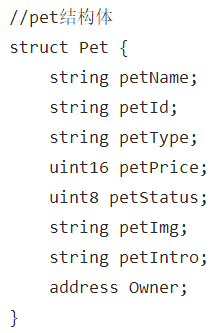 //pet结构体
struct Pet {
    string petName;
    string petId;
    string petType;
    uint16 petPrice;
    uint8 petStatus;
    string petImg;
    string petIntro;
    address Owner;
}